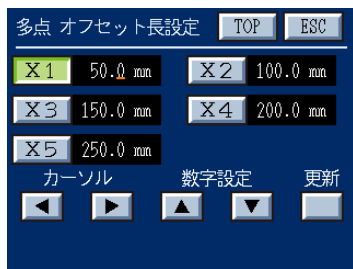 多点 オフセット長設定 TOP ESC
X1 50.0 mm X2 100.0 mm
X3 150.0 mm X4 200.0 mm
X5 250.0 mm
カーソル 数字設定 更新
◀ ▶ ▲ ▼